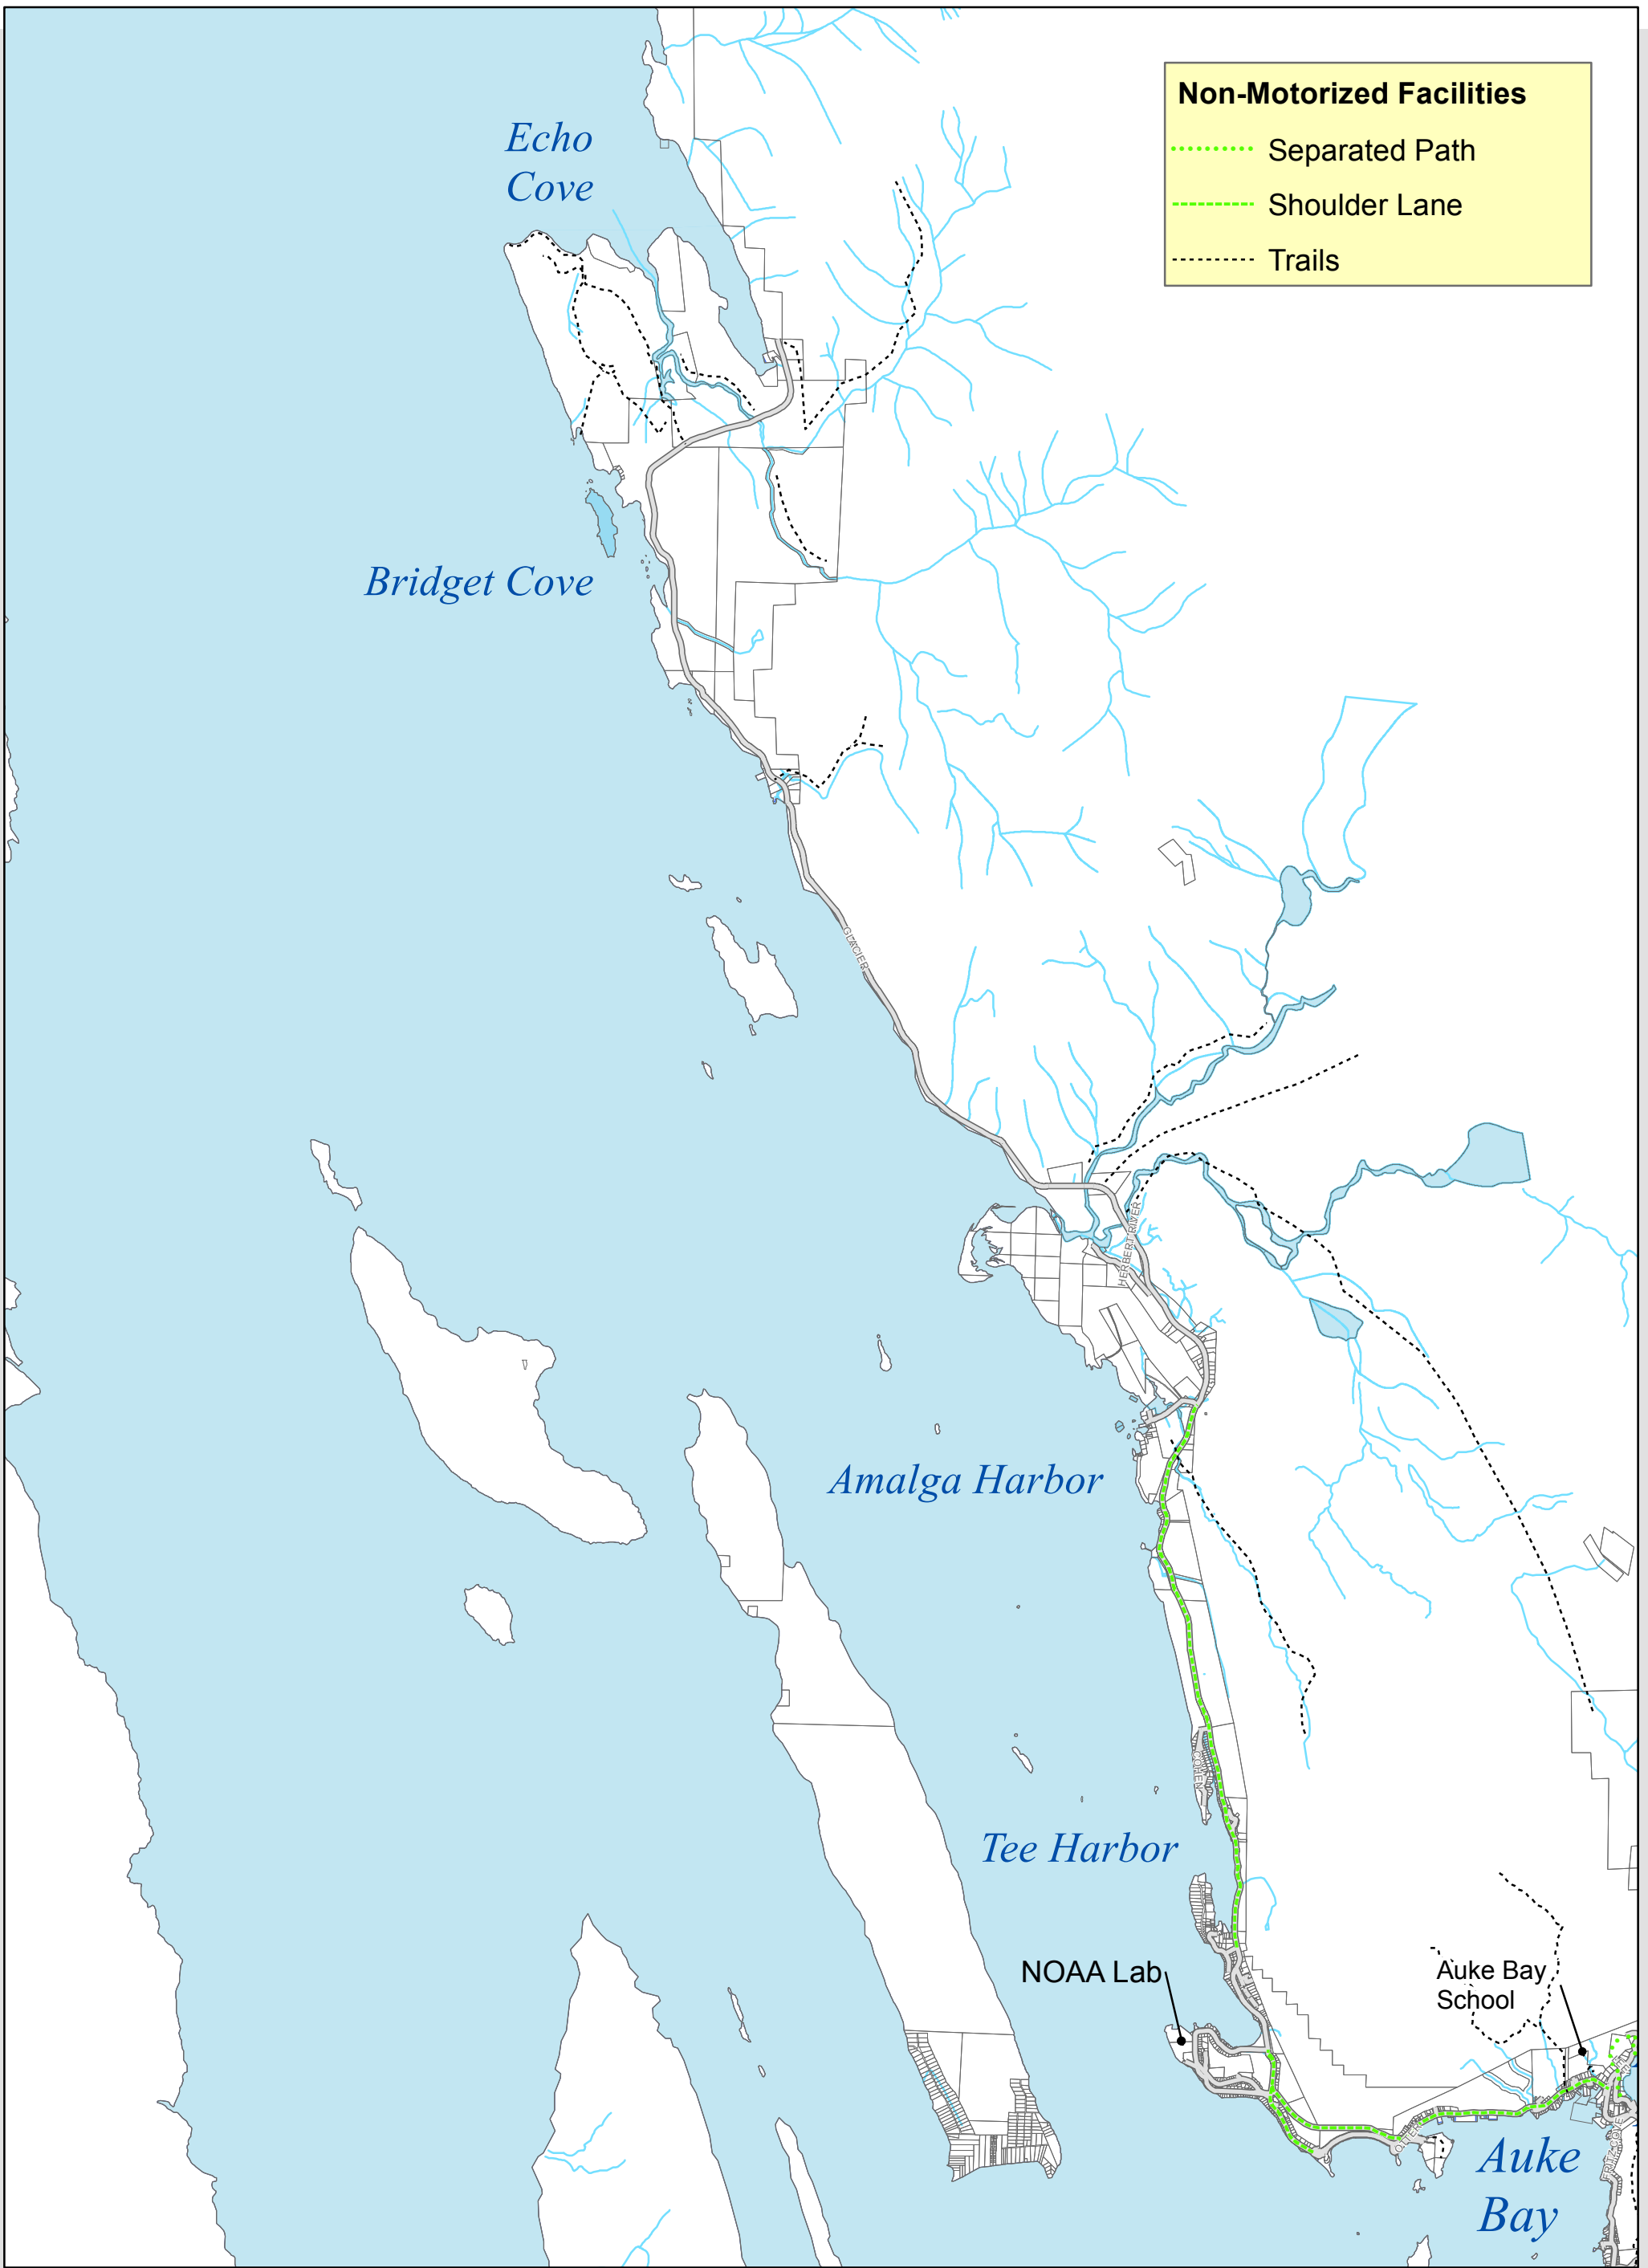 Non-Motorized Facilities
Separated Path
Shoulder Lane
Trails
Echo
Cove
Bridget Cove
GLACIER
HERBERT RIVER
Amalga Harbor
COHEN
Tee Harbor
NOAA Lab
Auke Bay
School
Auke
Bay